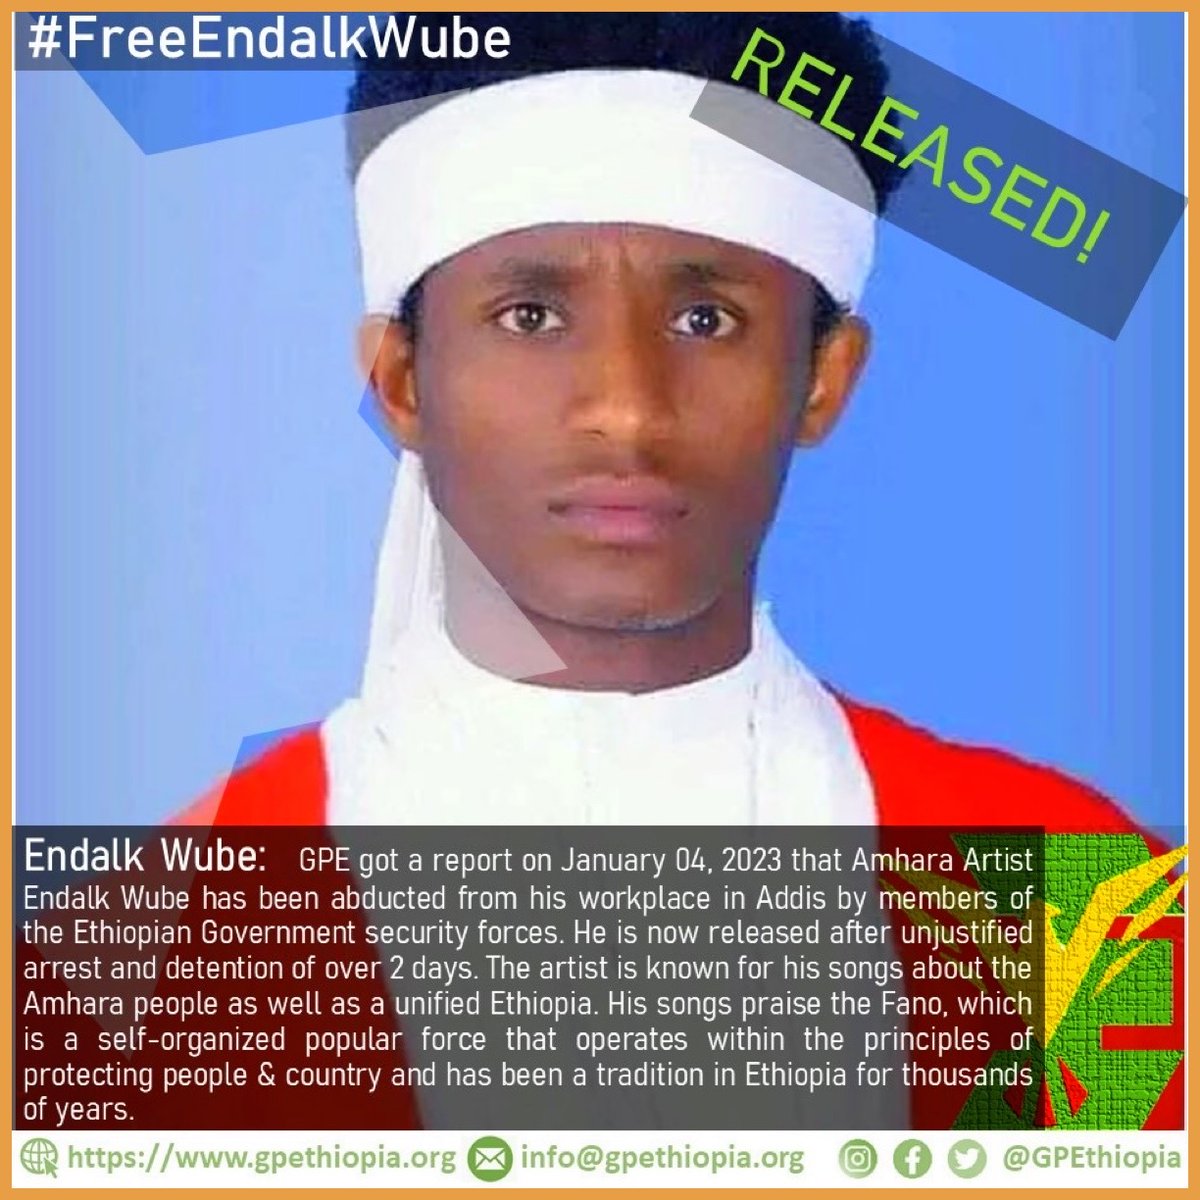 #FreeEndalkWube
RELEASED!
Endalk Wube: GPE got a report on January 04, 2023 that Amhara Artist
Endalk Wube has been abducted from his workplace in Addis by members of
the Ethiopian Government security forces. He is now released after unjustified
arrest and detention of over 2 days. The artist is known for his songs about the
Amhara people as well as a unified Ethiopia. His songs praise the Fano, which
is a self-organized popular force that operates within the principles of
protecting people & country and has been a tradition in Ethiopia for thousands
of years.
https://www.gpethiopia.org info@gpethiopia.org @GPEthiopia